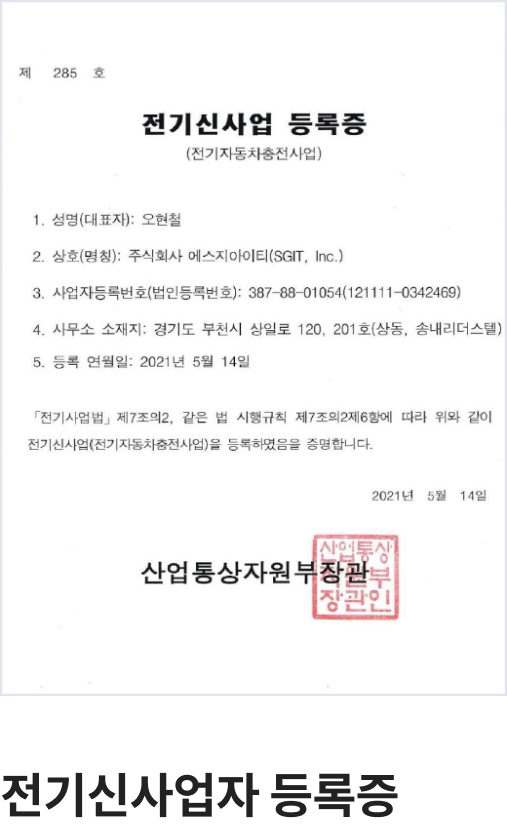 제 285 호
전기신사업 등록증
(전기자동차충전사업)
1. 성명(대표자): 오현철
2. 상호(명칭): 주식회사 에스지아이티(SGIT, Inc.)
3. 사업자등록번호(법인등록번호): 387-88-01054(121111-0342469)
4. 사무소 소재지: 경기도 부천시 상일로 120, 201호(상동, 송내리더스텔)
5. 등록 연월일: 2021년 5월 14일
「전기사업법」제7조의2, 같은 법 시행규칙 제7조의2제6항에 따라 위와 같이
전기신사업(전기자동차충전사업)을 등록하였음을 증명합니다.
2021년 5월 14일
산업통상자원부장관
산업통상
부
장관인
전기신사업자 등록증